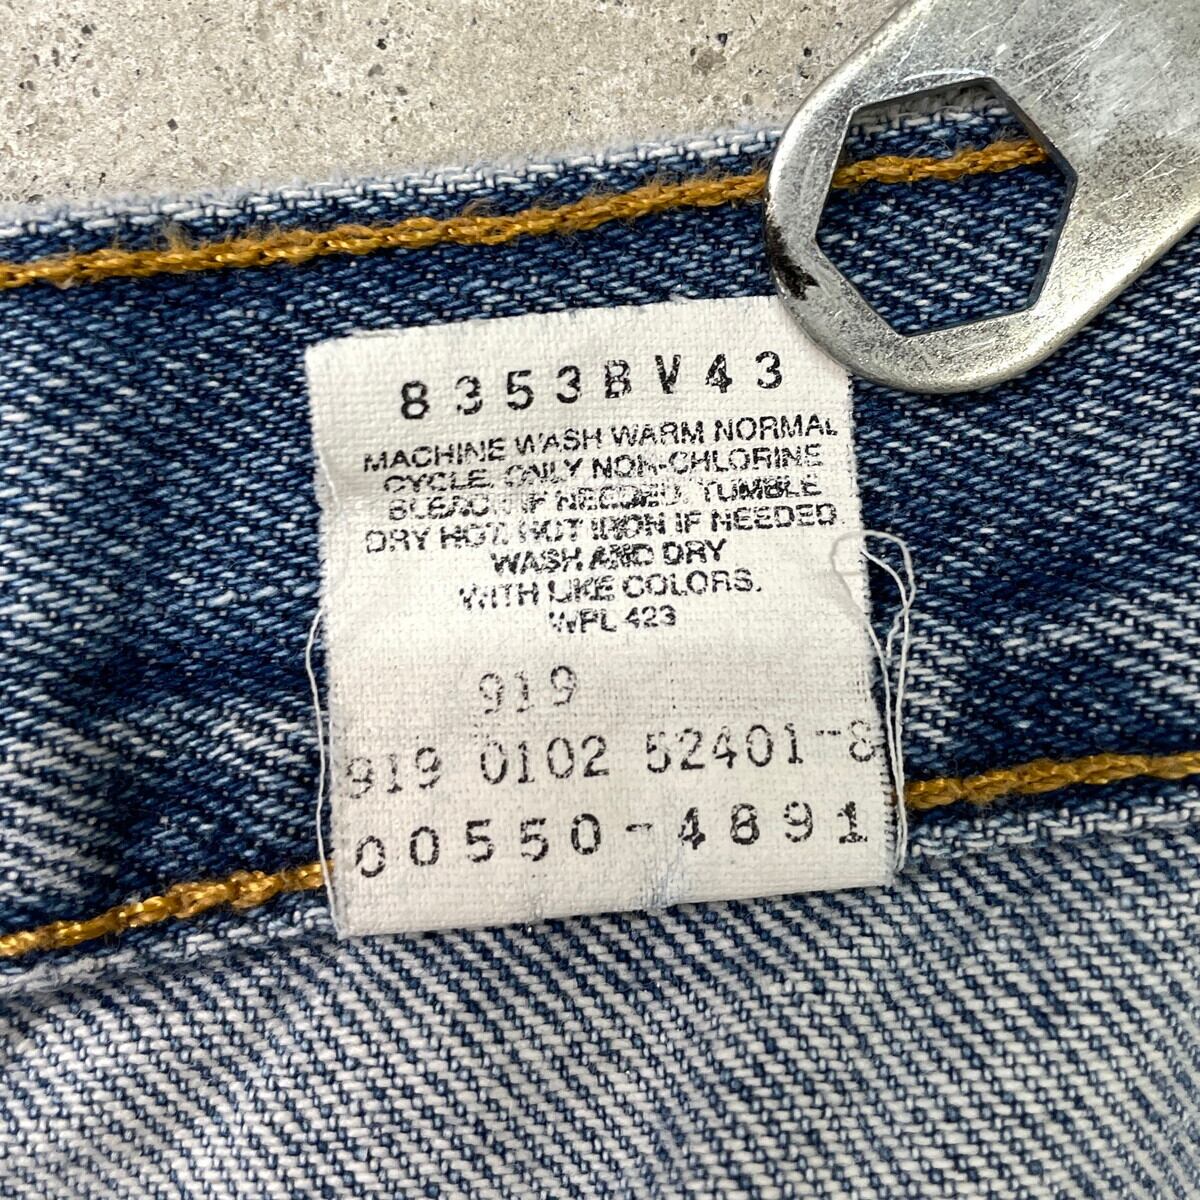 8353BV43
MACHINE WASH WARM NORMAL
CYCLE. ONLY NON-CHLORINE
BLEACH IF NEEDED. TUMBLE
DRY HOT. HOT IRON IF NEEDED.
WASH AND DRY
WITH LIKE COLORS.
WPL 423
919
919 0102 52401-8
00550-4891